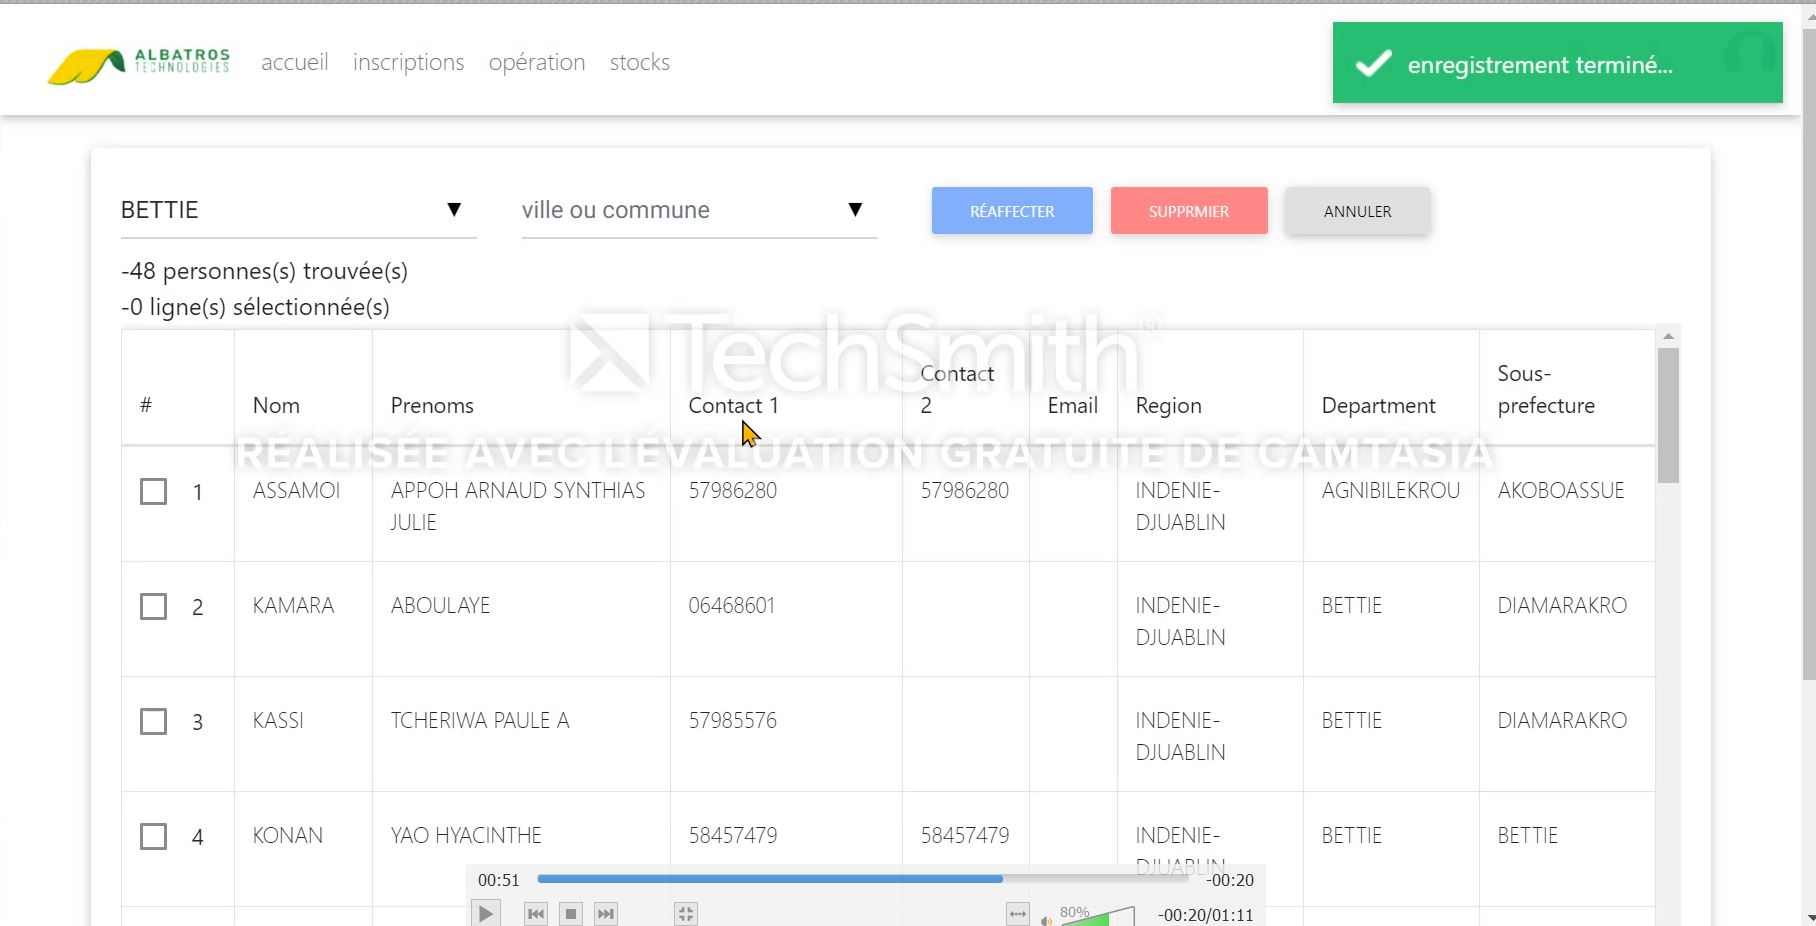 ALBATROS
TECHNOLOGIES
accueil inscriptions opération stocks
enregistrement terminé...
BETTIE ▼ ville ou commune ▼ RÉAFFECTER SUPPRMIER ANNULER
-48 personnes(s) trouvée(s)
-0 ligne(s) sélectionnée(s)
TechSmith®
# Nom Prenoms Contact 1 Contact 2 Email Region Department Sous-prefecture
RÉALISÉE AVEC L'ÉVALUATION GRATUITE DE CAMTASIA
1 ASSAMOI APPOH ARNAUD SYNTHIAS JULIE 57986280 57986280 INDENIE-DJUABLIN AGNIBILEKROU AKOBOASSUE
2 KAMARA ABOULAYE 06468601 INDENIE-DJUABLIN BETTIE DIAMARAKRO
3 KASSI TCHERIWA PAULE A 57985576 INDENIE-DJUABLIN BETTIE DIAMARAKRO
4 KONAN YAO HYACINTHE 58457479 58457479 INDENIE-DJUABLIN BETTIE BETTIE
00:51 -00:20
80% -00:20/01:11